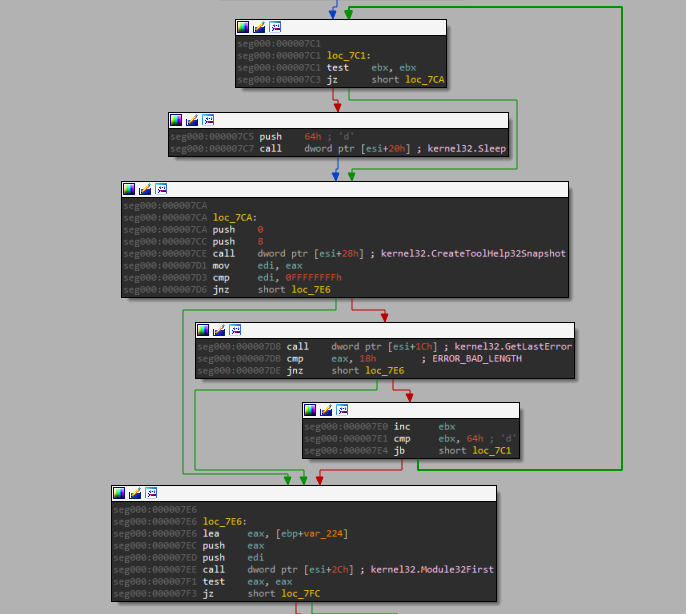 seg000:000007C1
seg000:000007C1 loc_7C1:
seg000:000007C1 test ebx, ebx
seg000:000007C3 jz short loc_7CA
seg000:000007C5 push 64h ; 'd'
seg000:000007C7 call dword ptr [esi+20h] ; kernel32.Sleep
seg000:000007CA
seg000:000007CA loc_7CA:
seg000:000007CA push 0
seg000:000007CC push 8
seg000:000007CE call dword ptr [esi+28h] ; kernel32.CreateToolHelp32Snapshot
seg000:000007D1 mov edi, eax
seg000:000007D3 cmp edi, 0FFFFFFFFh
seg000:000007D6 jnz short loc_7E6
seg000:000007D8 call dword ptr [esi+1Ch] ; kernel32.GetLastError
seg000:000007DB cmp eax, 18h ; ERROR_BAD_LENGTH
seg000:000007DE jnz short loc_7E6
seg000:000007E0 inc ebx
seg000:000007E1 cmp ebx, 64h ; 'd'
seg000:000007E4 jb short loc_7C1
seg000:000007E6
seg000:000007E6 loc_7E6:
seg000:000007E6 lea eax, [ebp+var_224]
seg000:000007EC push eax
seg000:000007ED push edi
seg000:000007EE call dword ptr [esi+2Ch] ; kernel32.Module32First
seg000:000007F1 test eax, eax
seg000:000007F3 jz short loc_7FC